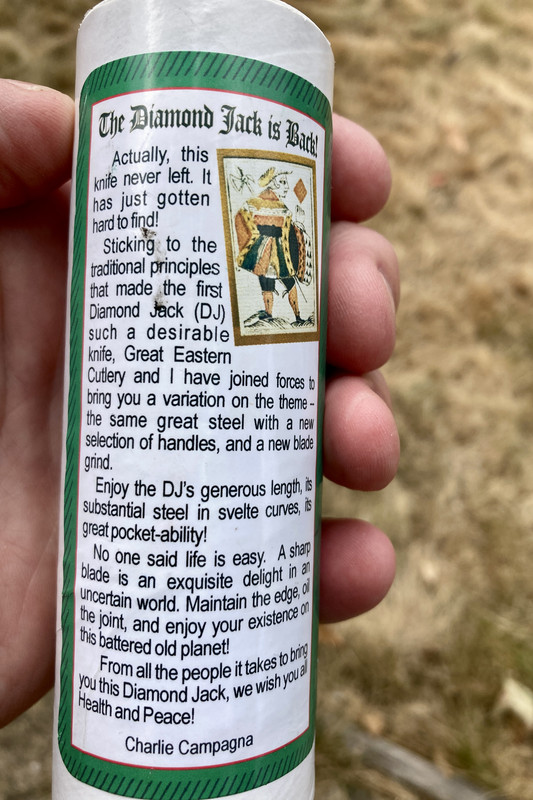 The Diamond Jack is Back!
Actually, this
knife never left. It
has just gotten
hard to find!
Sticking to the
traditional principles
that made the first
Diamond Jack (DJ)
such a desirable
knife, Great Eastern
Cutlery and I have joined forces to
bring you a variation on the theme –
the same great steel with a new
selection of handles, and a new blade
grind.
Enjoy the DJ's generous length, its
substantial steel in svelte curves, its
great pocket-ability!
No one said life is easy. A sharp
blade is an exquisite delight in an
uncertain world. Maintain the edge, oil
the joint, and enjoy your existence on
this battered old planet!
From all the people it takes to bring
you this Diamond Jack, we wish you all
Health and Peace!
Charlie Campagna